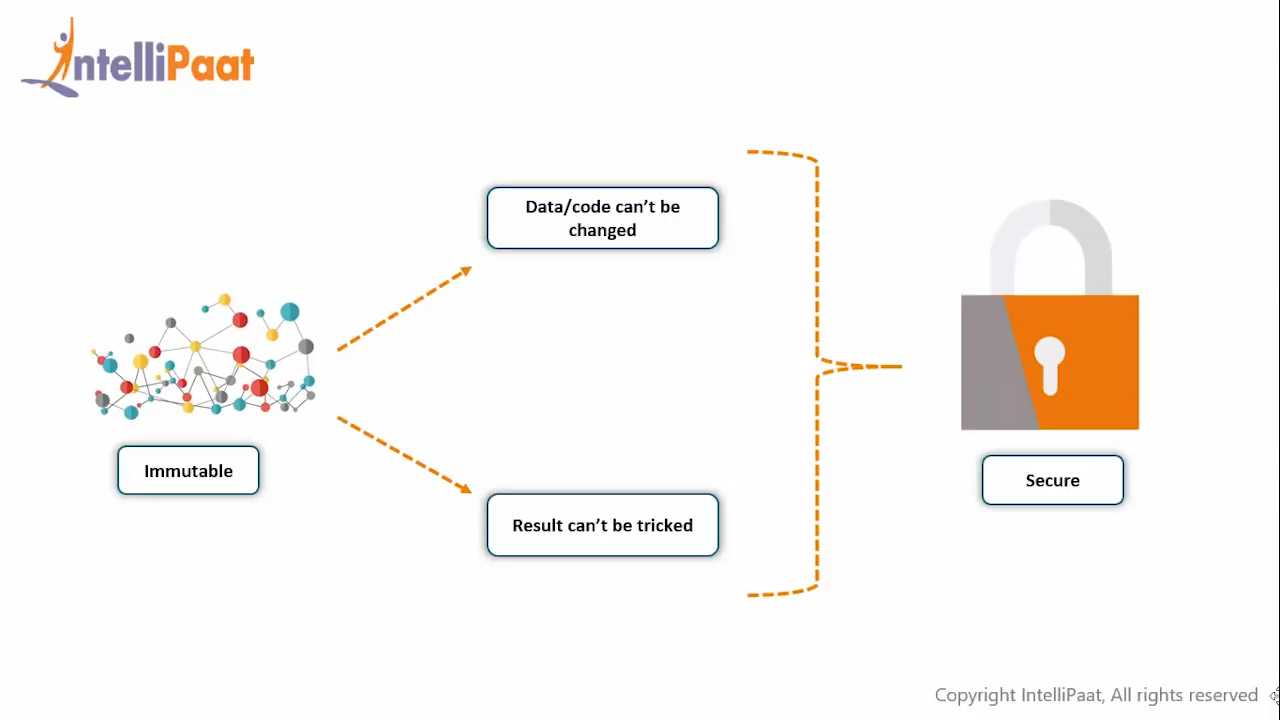 IntelliPaat
Data/code can't be
changed
Immutable
Result can't be tricked
Secure
Copyright IntelliPaat, All rights reserved